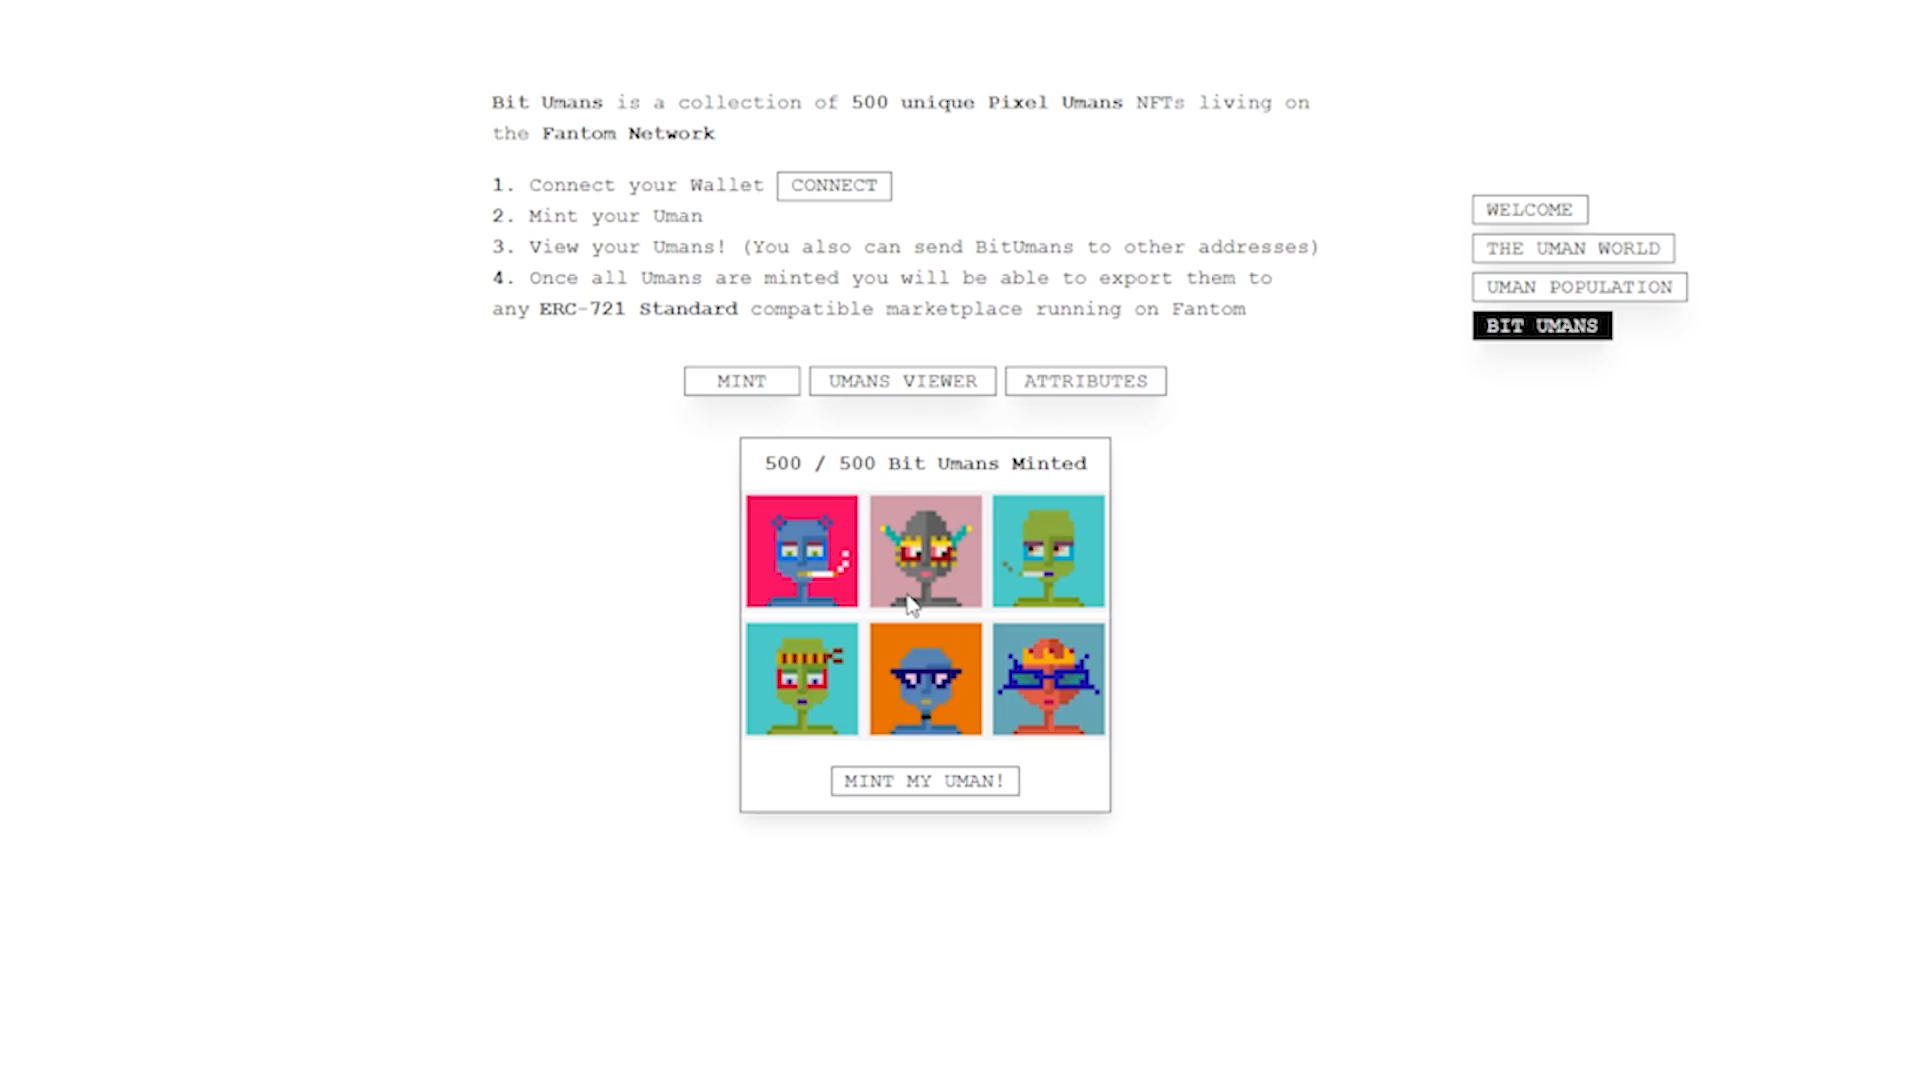 Bit Umans is a collection of 500 unique Pixel Umans NFTs living on
the Fantom Network
1. Connect your Wallet CONNECT
2. Mint your Uman
3. View your Umans! (You also can send BitUmans to other addresses)
4. Once all Umans are minted you will be able to export them to
any ERC-721 Standard compatible marketplace running on Fantom
WELCOME
THE UMAN WORLD
UMAN POPULATION
BIT UMANS
MINT UMANS VIEWER ATTRIBUTES
500 / 500 Bit Umans Minted
MINT MY UMAN!